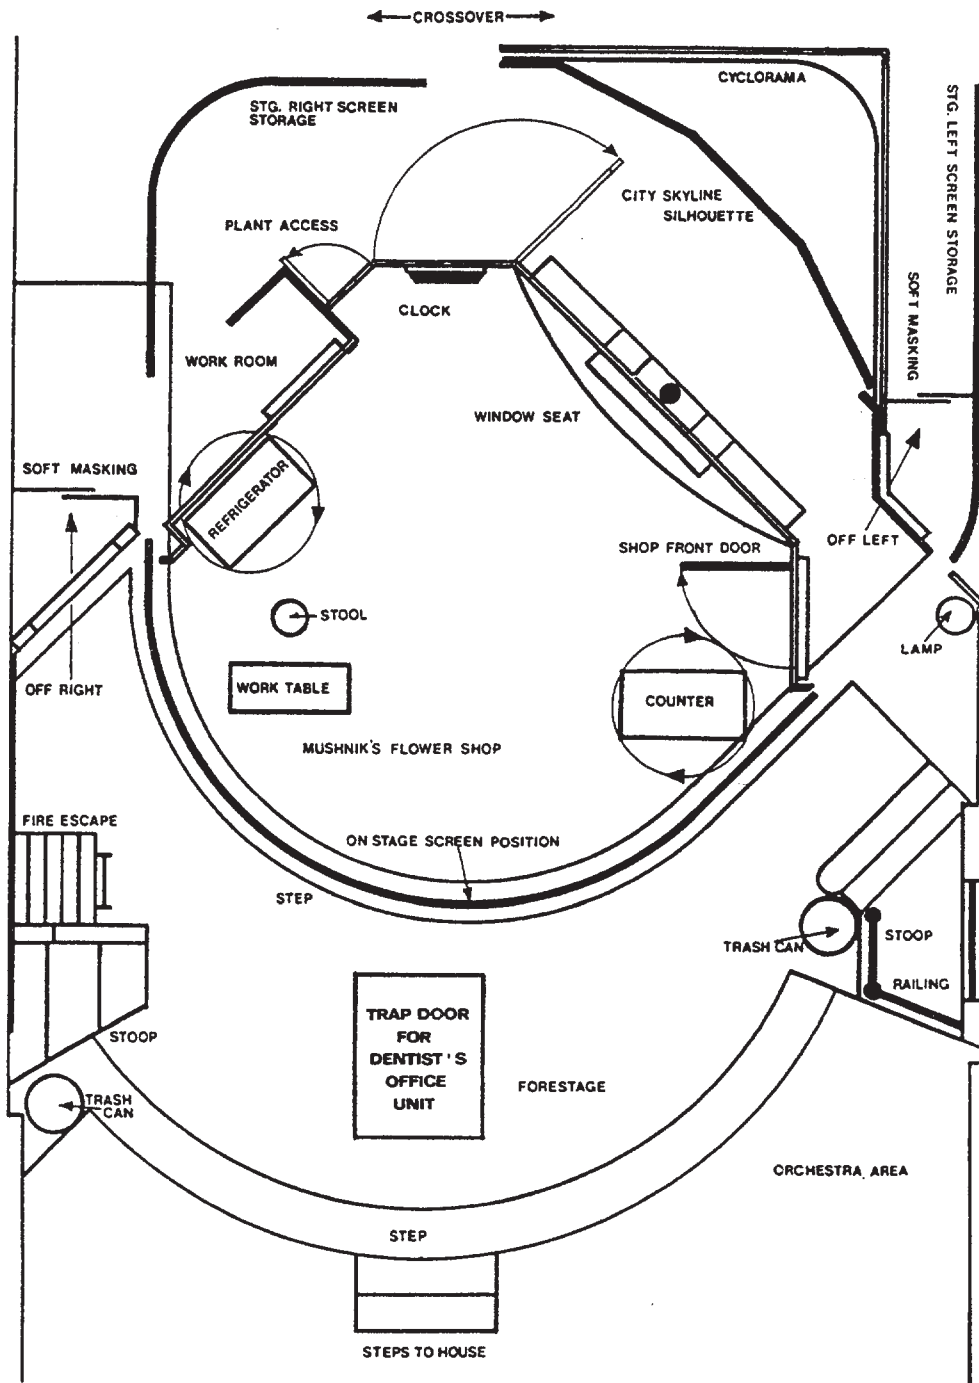 CROSSOVER
CYCLORAMA
STG. RIGHT SCREEN
STORAGE
STG. LEFT SCREEN STORAGE
CITY SKYLINE
SILHOUETTE
PLANT ACCESS
SOFT MASKING
CLOCK
WORK ROOM
WINDOW SEAT
SOFT MASKING
REFRIGERATOR
SHOP FRONT DOOR
OFF LEFT
STOOL
LAMP
OFF RIGHT
WORK TABLE
COUNTER
MUSHNIK'S FLOWER SHOP
FIRE ESCAPE
ON STAGE SCREEN POSITION
STEP
TRASH CAN
STOOP
RAILING
TRAP DOOR
FOR
DENTIST'S
OFFICE
UNIT
STOOP
FORESTAGE
TRASH
CAN
ORCHESTRA AREA
STEP
STEPS TO HOUSE